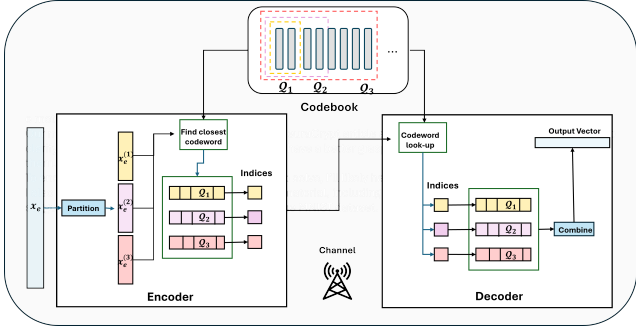 ...
Q₁ Q₂ Q₃
Codebook
Find closest
codeword
Codeword
look-up
Output Vector
xₑ
Partition
xₑ⁽¹⁾
xₑ⁽²⁾
xₑ⁽³⁾
Indices
Q₁
Q₂
Q₃
Encoder
Channel
Indices
Q₁
Q₂
Q₃
Combine
Decoder